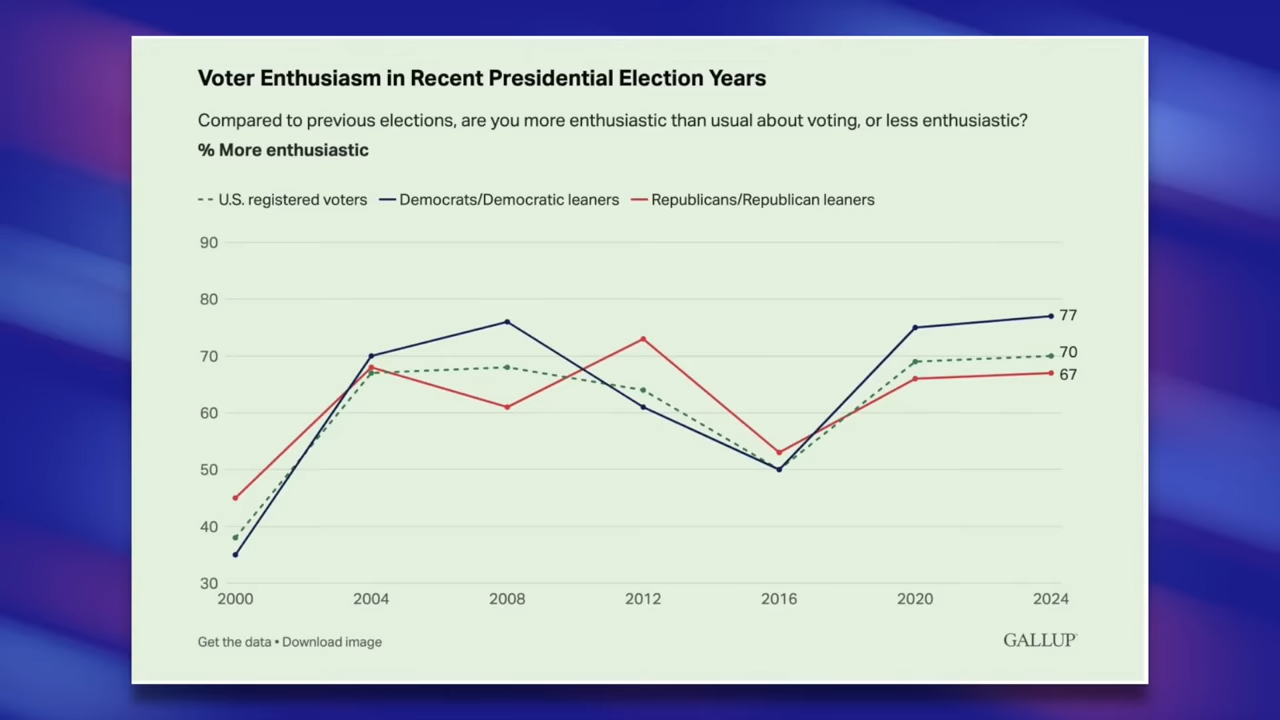 Voter Enthusiasm in Recent Presidential Election Years
Compared to previous elections, are you more enthusiastic than usual about voting, or less enthusiastic?
% More enthusiastic
U.S. registered voters Democrats/Democratic leaners Republicans/Republican leaners
90
80
77
70
70
67
60
50
40
30
2000 2004 2008 2012 2016 2020 2024
Get the data • Download image
GALLUP